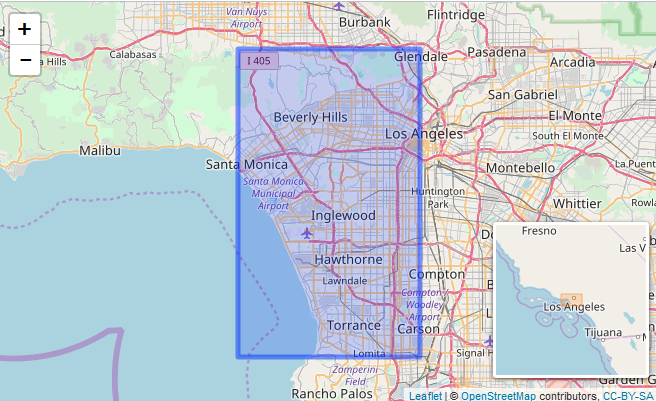 Van Nuys
Airport
Burbank
Flintridge
+
−
Hills
Calabasas
Glendale
Pasadena
Arcadia
I 405
San Gabriel
Beverly Hills
El Monte
Los Angeles
South El Monte
Malibu
Santa Monica
Montebello
La Puent
Santa Monica
Municipal
Airport
Huntington
Park
Whittier
Rowla
Inglewood
Fresno
Las V
Hawthorne
Compton
Lawndale
Compton/
Woodley
Airport
Los Angeles
Torrance
Carson
Tijuana
Lomita
Signal H
Zamperini
Field
Rancho Palos
Garden G
Leaflet | © OpenStreetMap contributors, CC-BY-SA